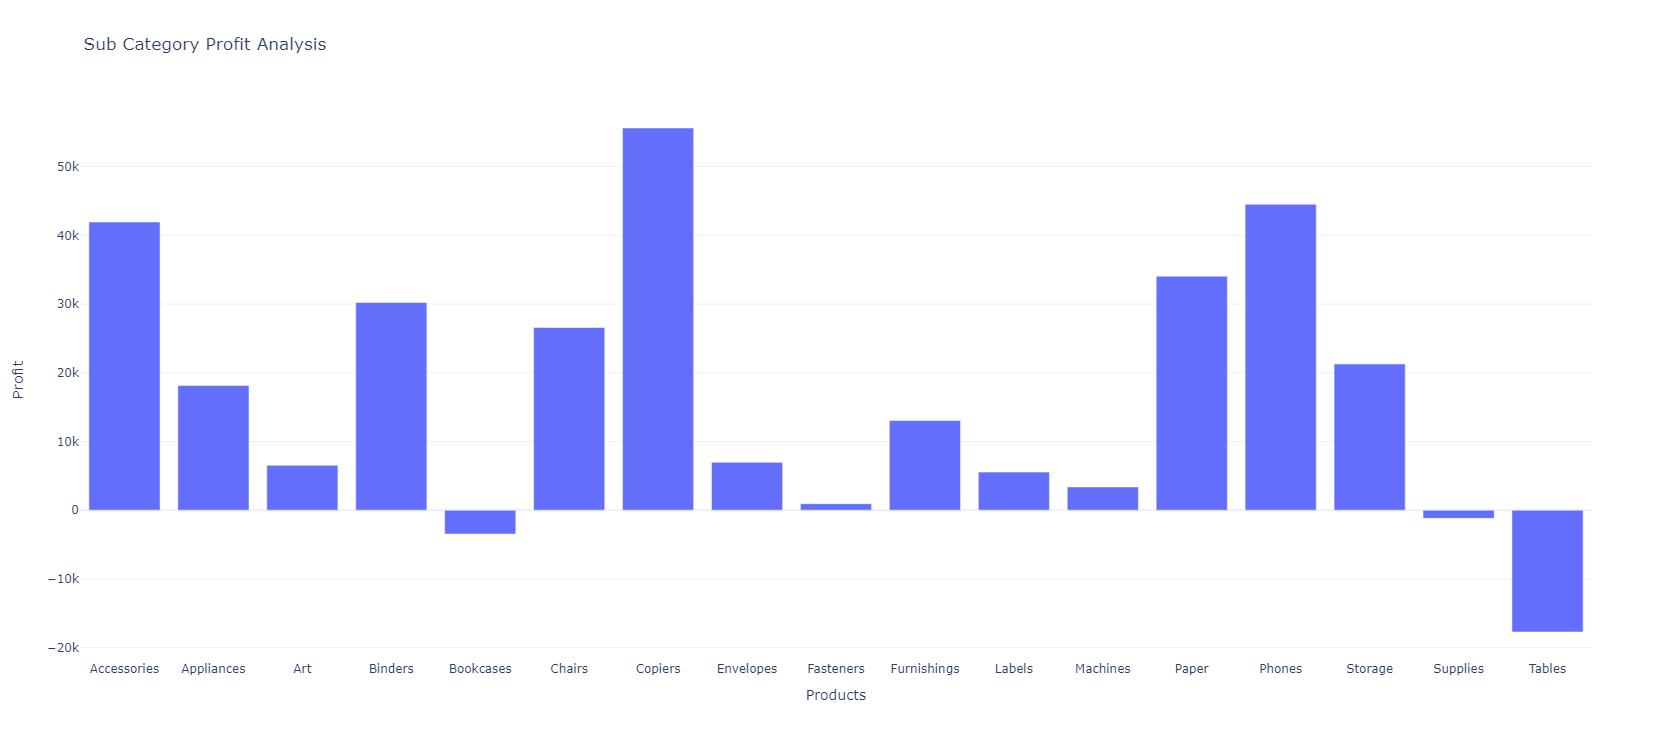 Sub Category Profit Analysis
50k
40k
30k
20k
10k
0
−10k
−20k
Profit
Accessories Appliances Art Binders Bookcases Chairs Copiers Envelopes Fasteners Furnishings Labels Machines Paper Phones Storage Supplies Tables
Products